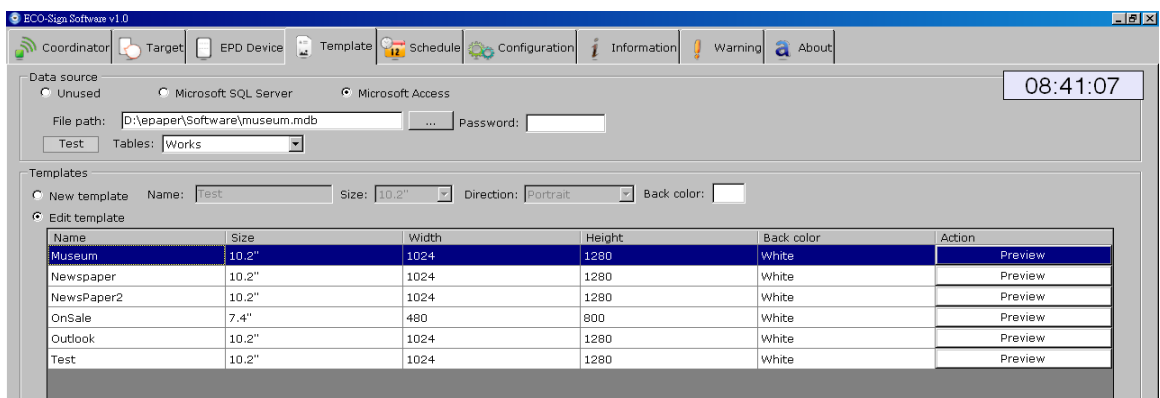 ECO-Sign Software v1.0
Coordinator Target EPD Device Template Schedule Configuration Information Warning About
Data source
08:41:07
Unused Microsoft SQL Server Microsoft Access
File path: D:\epaper\Software\museum.mdb ... Password:
Test Tables: Works
Templates
New template Name: Test Size: 10.2" Direction: Portrait Back color:
Edit template
Name Size Width Height Back color Action
Museum 10.2" 1024 1280 White Preview
Newspaper 10.2" 1024 1280 White Preview
NewsPaper2 10.2" 1024 1280 White Preview
OnSale 7.4" 480 800 White Preview
Outlook 10.2" 1024 1280 White Preview
Test 10.2" 1024 1280 White Preview